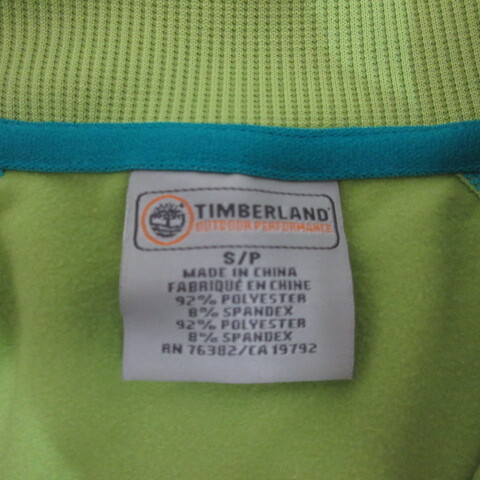 TIMBERLAND
OUTDOOR PERFORMANCE
S/P
MADE IN CHINA
FABRIQUÉ EN CHINE
92% POLYESTER
8% SPANDEX
92% POLYESTER
8% SPANDEX
RN 76382/CA 19792